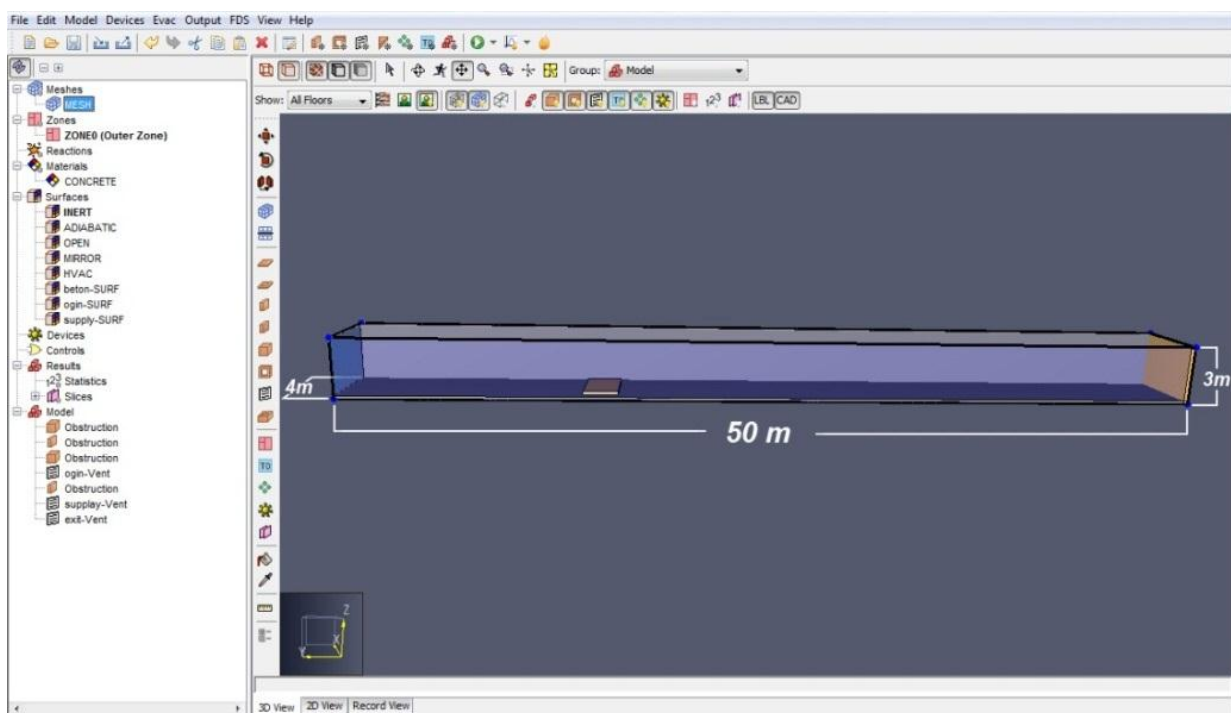 File Edit Model Devices Evac Output FDS View Help
Group: Model
Show: All Floors
LBL CAD
Meshes
MESH
Zones
ZONE0 (Outer Zone)
Reactions
Materials
CONCRETE
Surfaces
INERT
ADIABATIC
OPEN
MIRROR
HVAC
beton-SURF
ogin-SURF
supply-SURF
Devices
Controls
Results
Statistics
Slices
Model
Obstruction
Obstruction
Obstruction
ogin-Vent
Obstruction
supplay-Vent
exit-Vent
4m
3m
50 m
Z
X
Y
3D View 2D View Record View